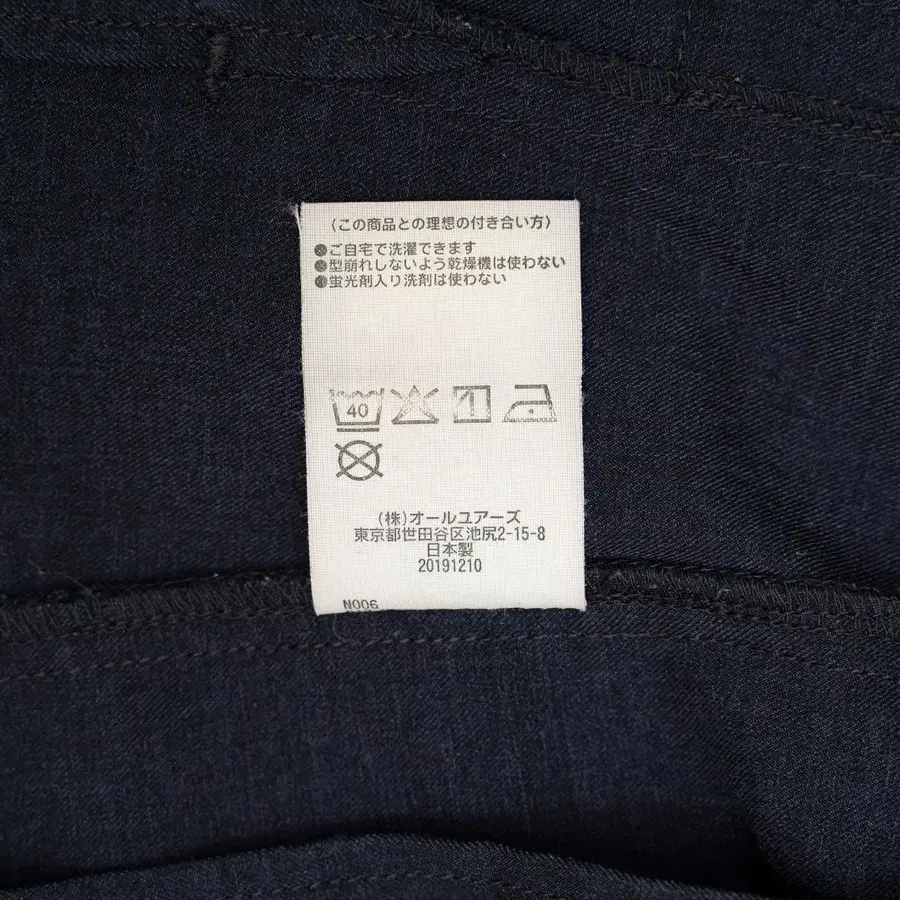 〈この商品との理想の付き合い方〉
●ご自宅で洗濯できます
●型崩れしないよう乾燥機は使わない
●蛍光剤入り洗剤は使わない
40
(株)オールユアーズ
東京都世田谷区池尻2-15-8
日本製
20191210
N006